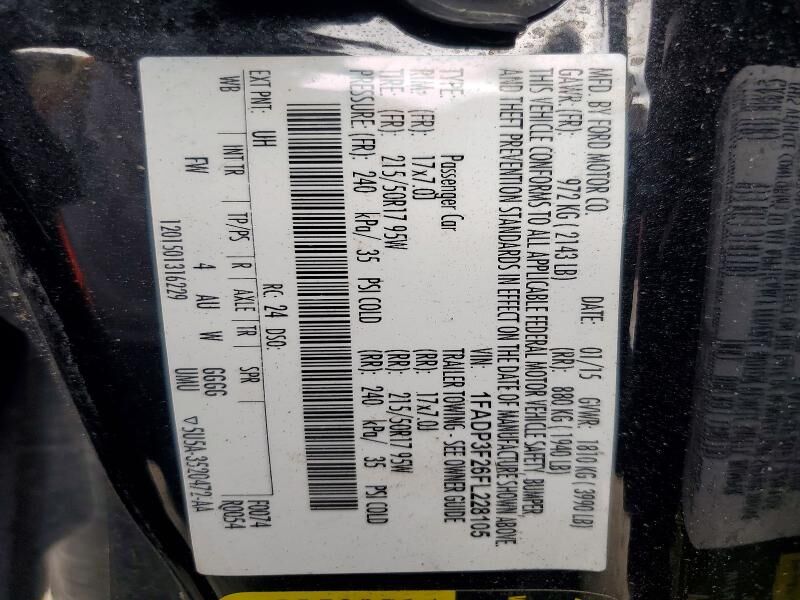 MFD. BY FORD MOTOR CO.
DATE: 01/15 GVWR: 1810 KG ( 3990 LB)
GAWR: (FR): 972 KG ( 2143 LB) (RR): 880 KG ( 1940 LB)
THIS VEHICLE CONFORMS TO ALL APPLICABLE FEDERAL MOTOR VEHICLE SAFETY, BUMPER,
AND THEFT PREVENTION STANDARDS IN EFFECT ON THE DATE OF MANUFACTURE SHOWN ABOVE.
VIN: 1FADP3F26FL228105
TYPE: Passenger Car TRAILER TOWING - SEE OWNER GUIDE
RIM: (FR): 17x7.0J (RR): 17x7.0J
TIRE: (FR): 215/50R17 95W (RR): 215/50R17 95W
PRESSURE (FR): 240 kPa/ 35 PSI COLD (RR): 240 kPa/ 35 PSI COLD
EXT PNT: UH RC: 24 DSO: F0074
WB INT TR TP/PS R AXLE TR SPR
FW 4 AU W GGGG
UMU
1201501316229 ▽5U5A-3520472-AA